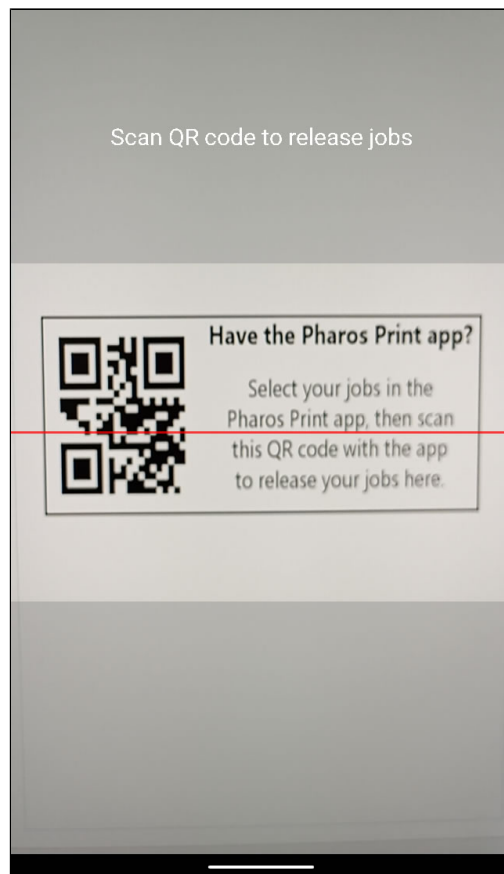 Scan QR code to release jobs
Have the Pharos Print app?
Select your jobs in the
Pharos Print app, then scan
this QR code with the app
to release your jobs here.